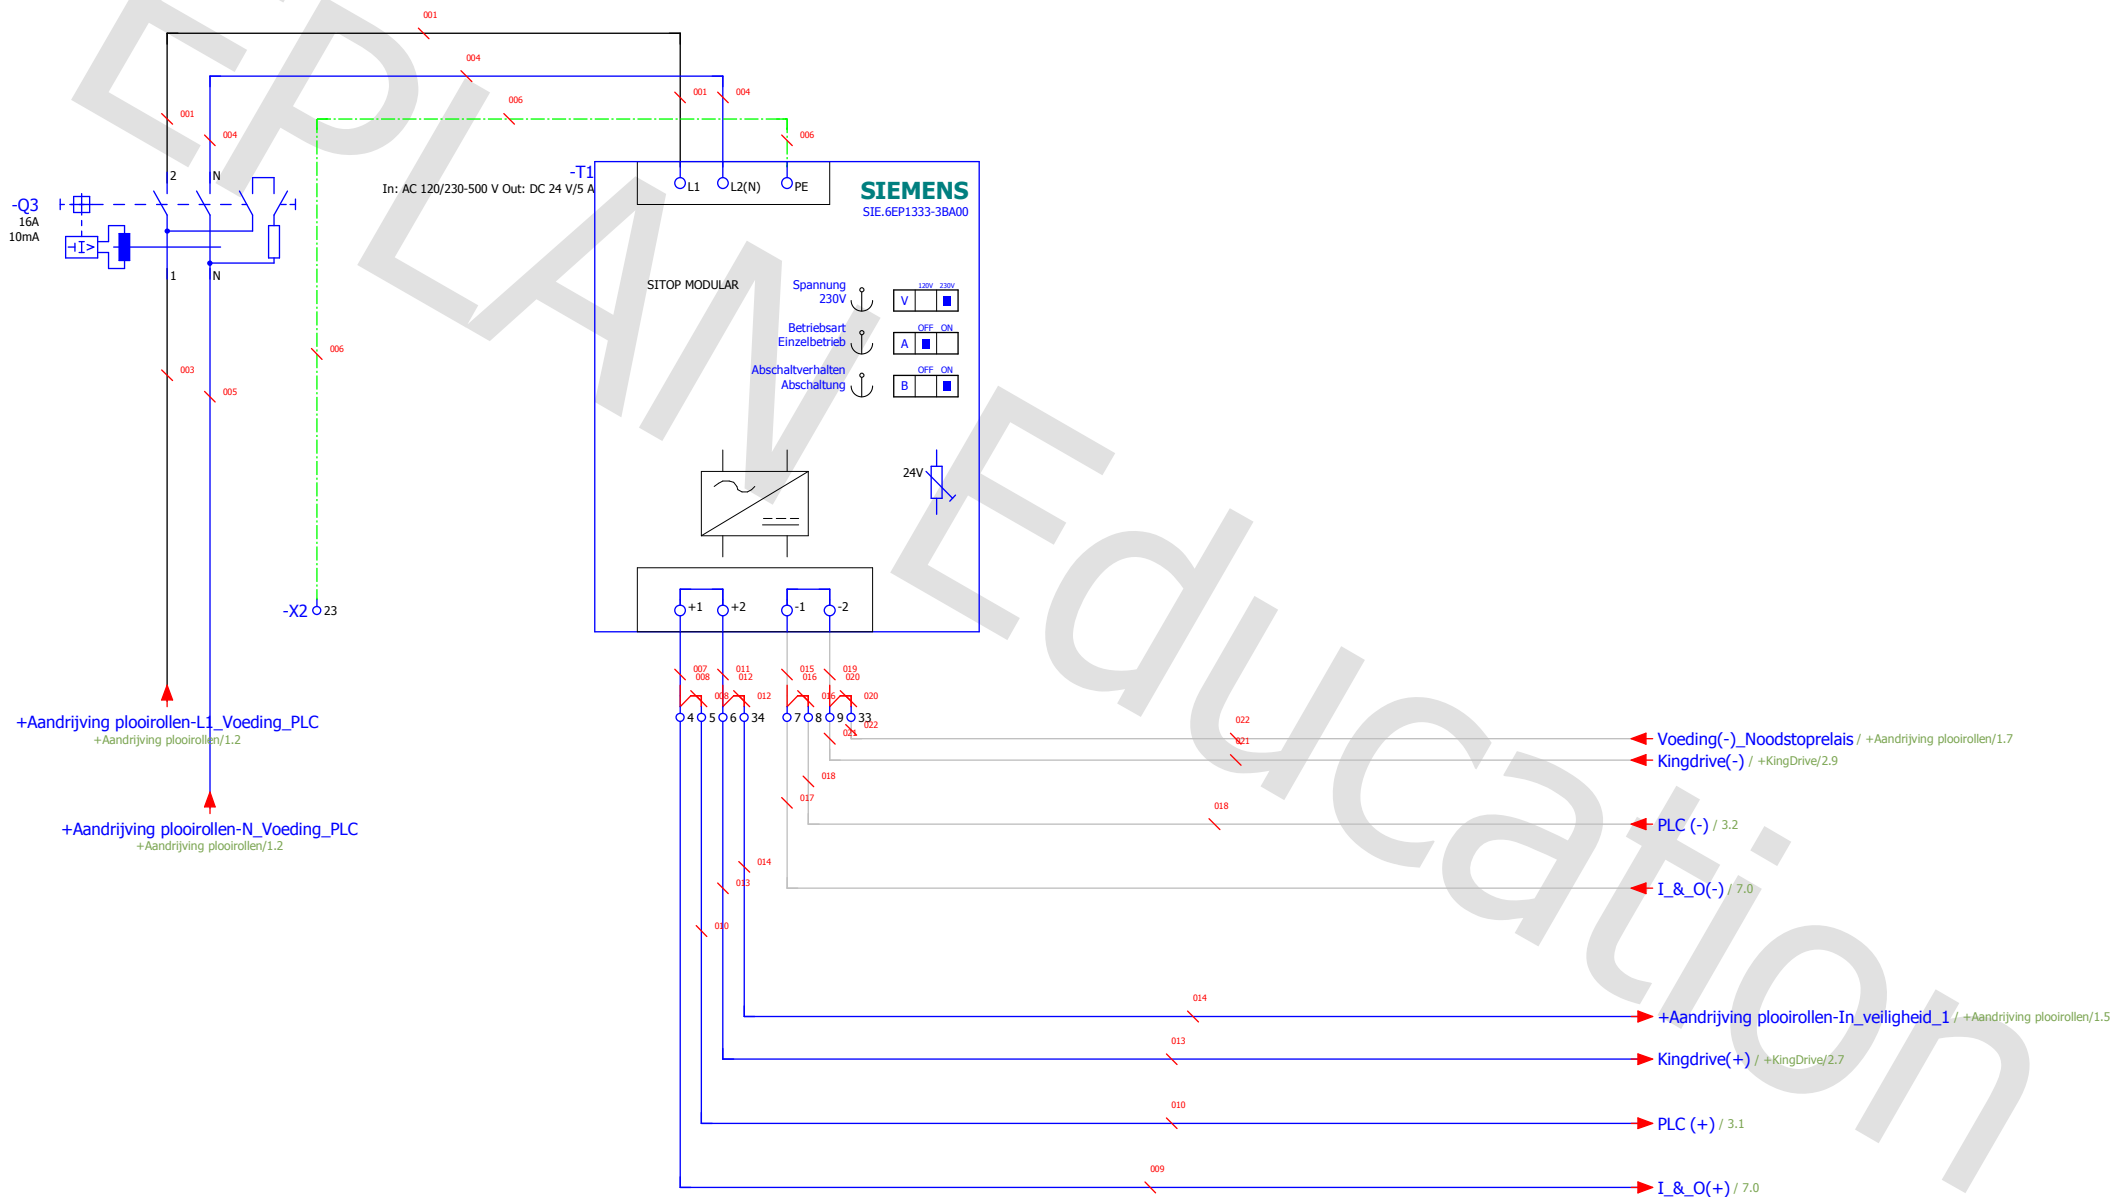 EPLAN Education
001
004
006
001
004
001
004
006
2
N
-Q3
16A
10mA
1
N
-T1
In: AC 120/230-500 V Out: DC 24 V/5 A
L1
L2(N)
PE
SIEMENS
SIE.6EP1333-3BA00
SITOP MODULAR
Spannung
230V
120V 230V
V
Betriebsart
Einzelbetrieb
OFF ON
A
Abschaltverhalten
Abschaltung
OFF ON
B
24V
006
003
005
-X2
23
+1
+2
-1
-2
007
008
011
012
015
016
019
020
008
012
016
020
4
5
6
34
7
8
9
33
022
021
+Aandrijving plooirollen-L1_Voeding_PLC
+Aandrijving plooirollen/1.2
+Aandrijving plooirollen-N_Voeding_PLC
+Aandrijving plooirollen/1.2
022
021
Voeding(-)_Noodstoprelais / +Aandrijving plooirollen/1.7
Kingdrive(-) / +KingDrive/2.9
018
017
018
PLC (-) / 3.2
014
013
I_&_O(-) / 7.0
010
014
+Aandrijving plooirollen-In_veiligheid_1 / +Aandrijving plooirollen/1.5
013
Kingdrive(+) / +KingDrive/2.7
010
PLC (+) / 3.1
009
I_&_O(+) / 7.0